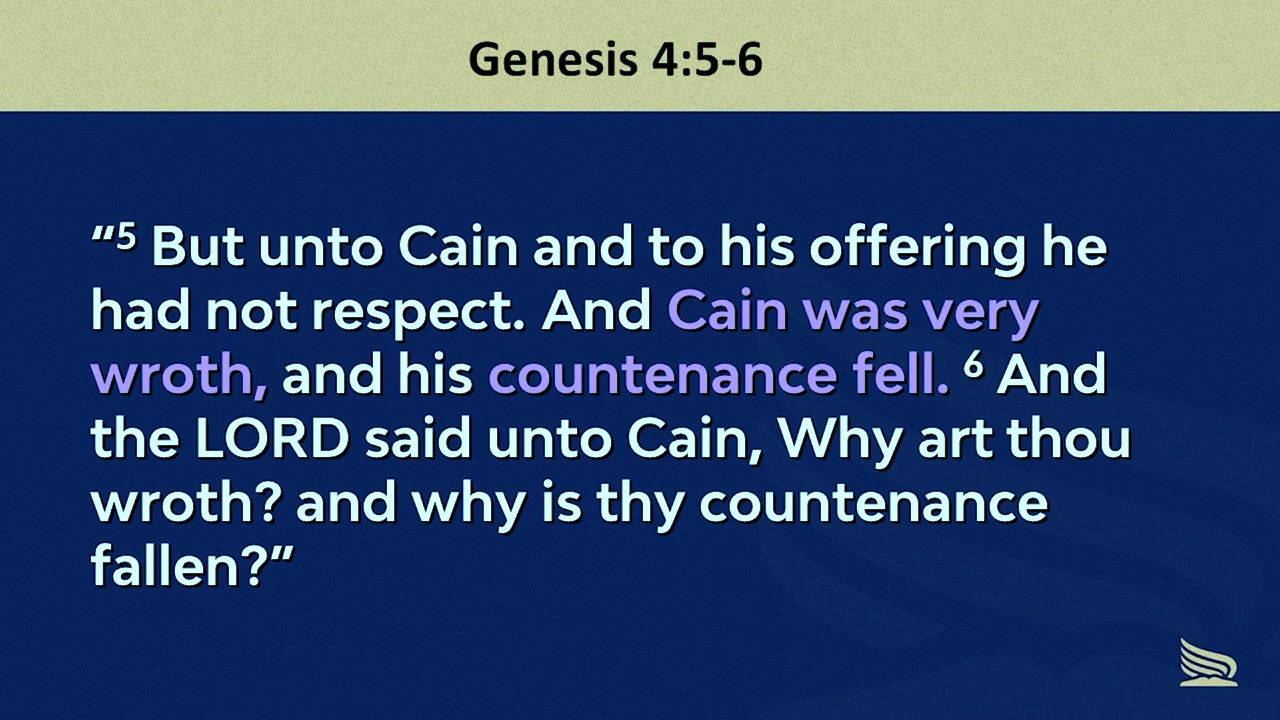 Genesis 4:5-6
“⁵ But unto Cain and to his offering he
had not respect. And Cain was very
wroth, and his countenance fell. ⁶ And
the LORD said unto Cain, Why art thou
wroth? and why is thy countenance
fallen?”